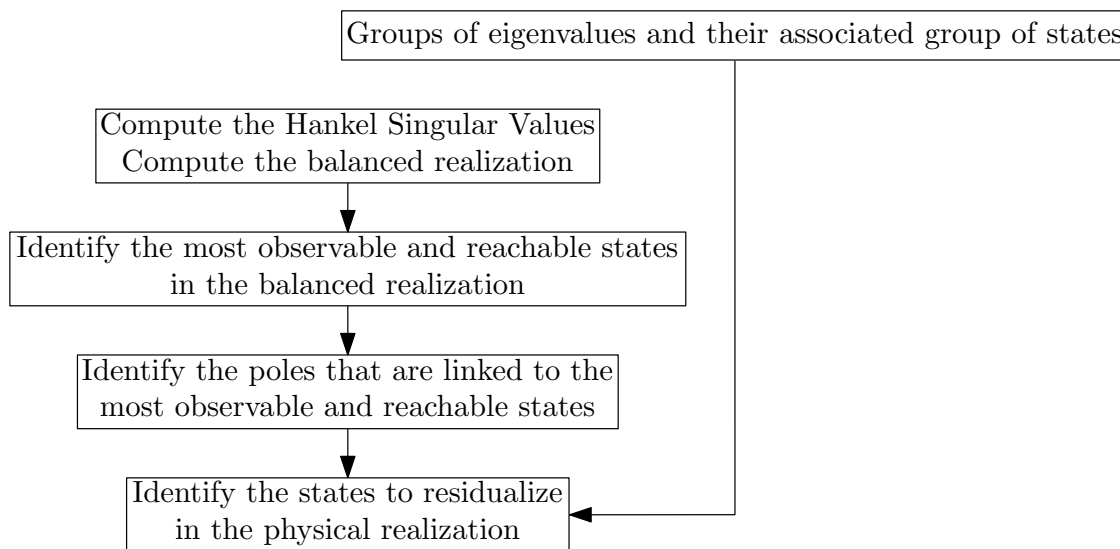 Groups of eigenvalues and their associated group of states
Compute the Hankel Singular Values
Compute the balanced realization
Identify the most observable and reachable states
in the balanced realization
Identify the poles that are linked to the
most observable and reachable states
Identify the states to residualize
in the physical realization